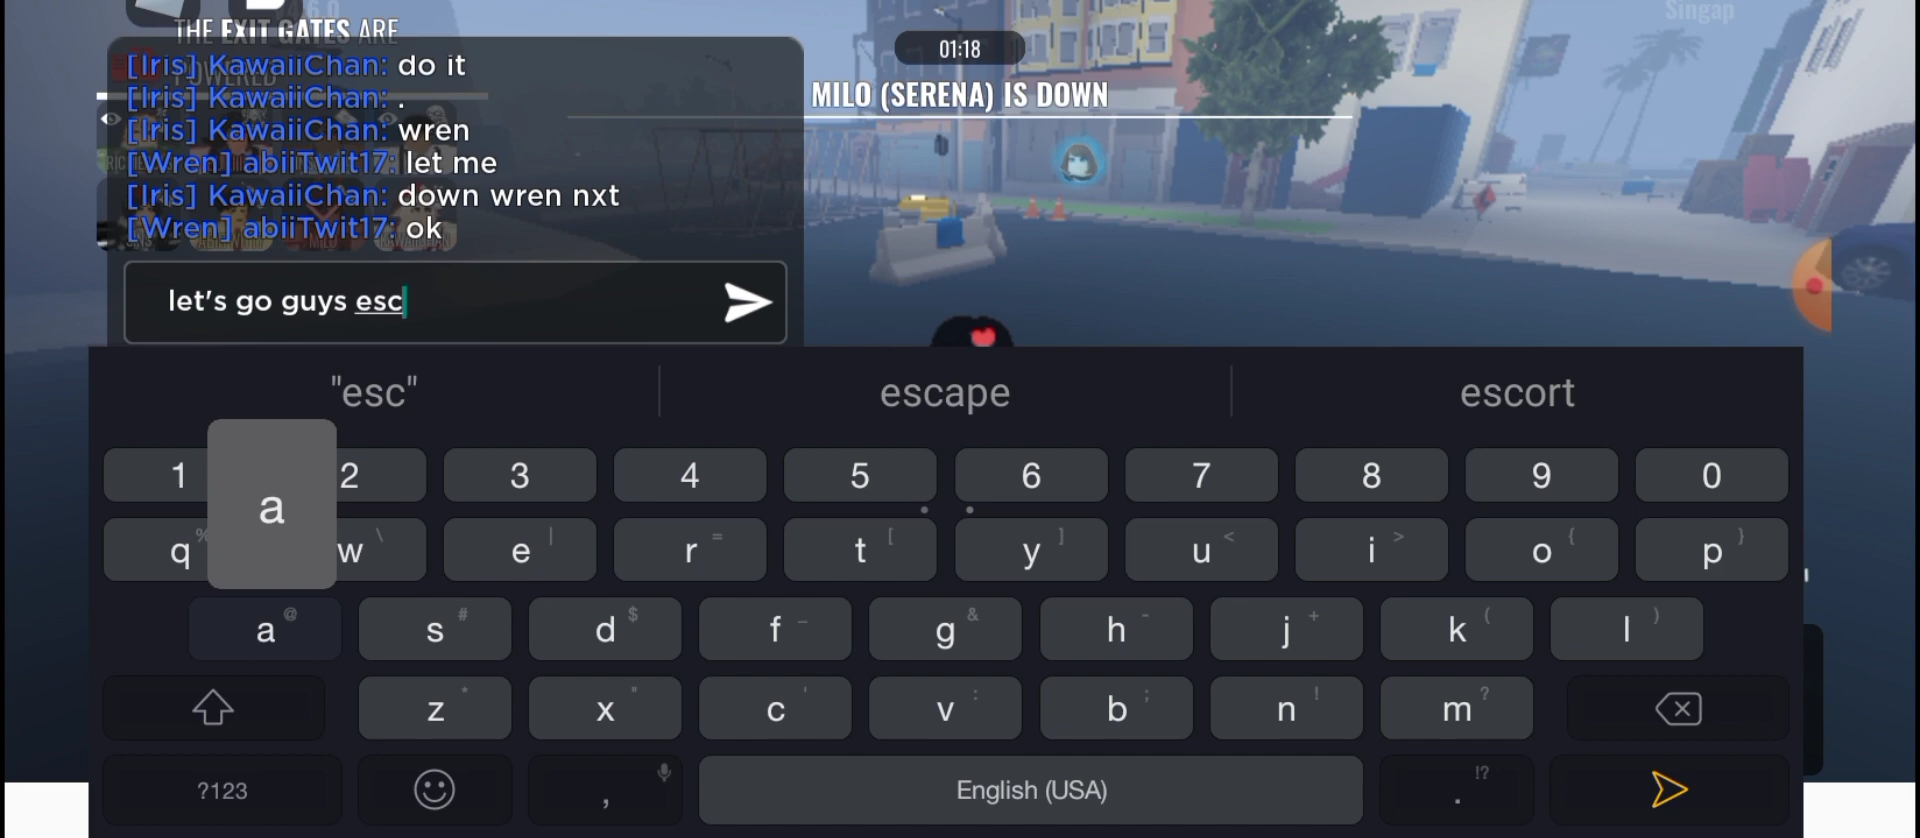 THE EXIT GATES ARE
POWERED
Singap
01:18
MILO (SERENA) IS DOWN
[Iris] KawaiiChan: do it
[Iris] KawaiiChan: .
[Iris] KawaiiChan: wren
[Wren] abiiTwit17: let me
[Iris] KawaiiChan: down wren nxt
[Wren] abiiTwit17: ok
let's go guys esc
"esc" escape escort
1 2 3 4 5 6 7 8 9 0
a
q % w \ e | r = t [ y ] u < i > o { p }
a @ s # d $ f _ g & h - j + k ( l )
z * x " c ' v : b ; n ! m ?
?123 , English (USA) . !?